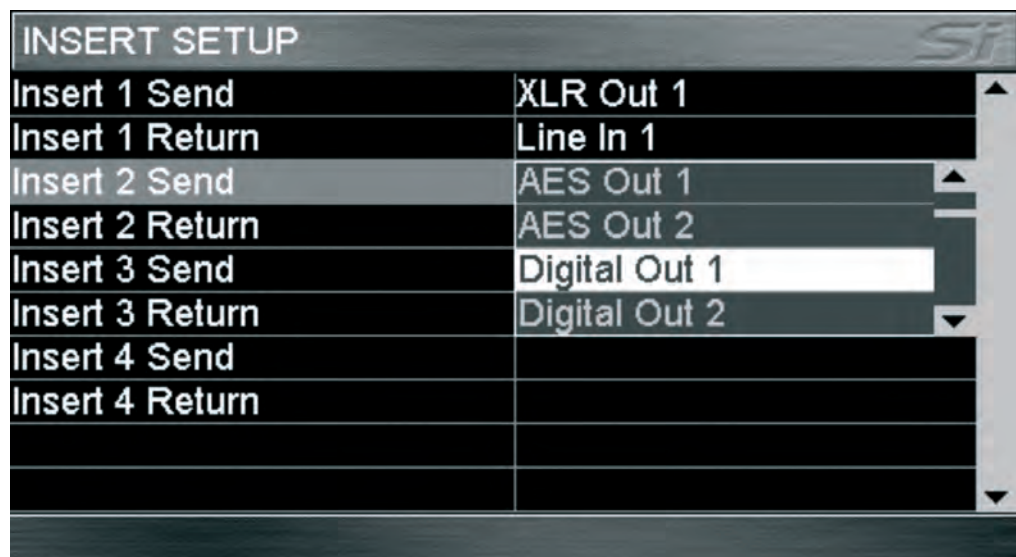 INSERT SETUP Si
Insert 1 Send XLR Out 1
Insert 1 Return Line In 1
Insert 2 Send AES Out 1
Insert 2 Return AES Out 2
Insert 3 Send Digital Out 1
Insert 3 Return Digital Out 2
Insert 4 Send
Insert 4 Return